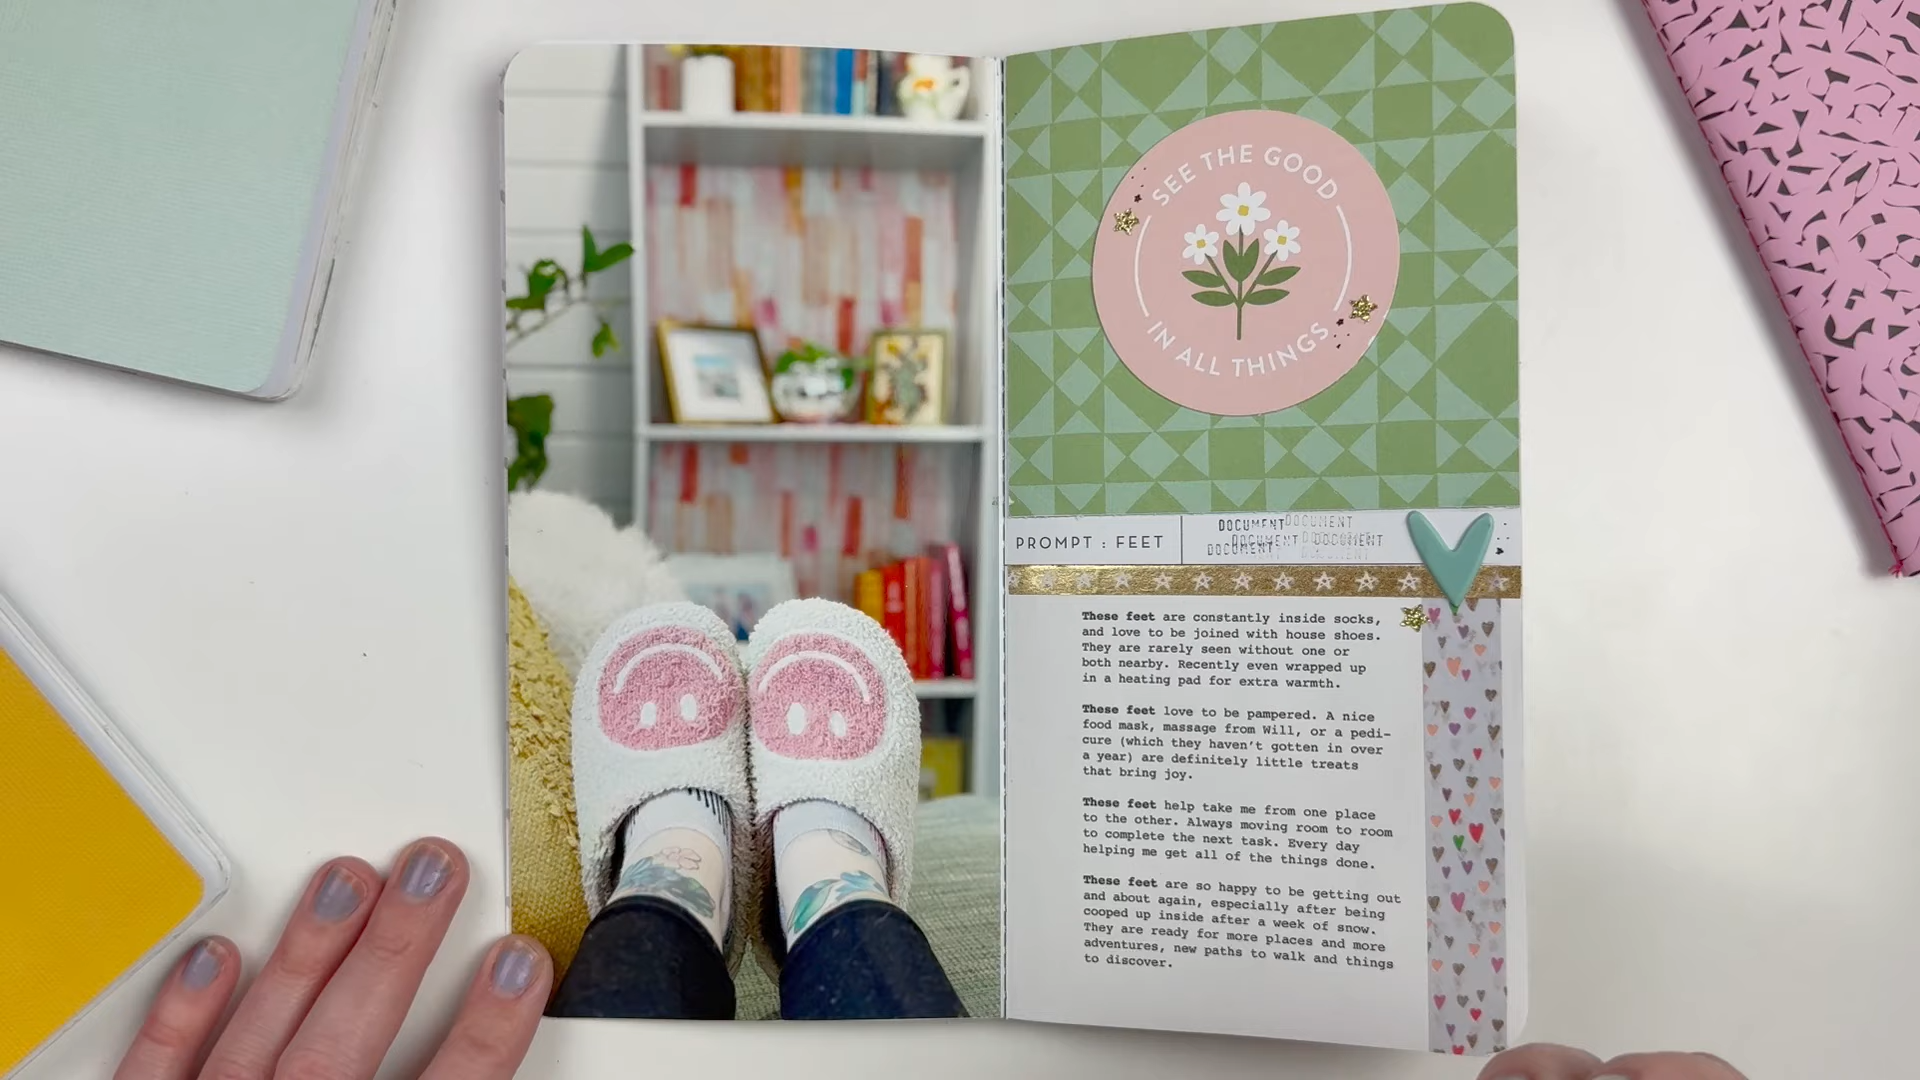 SEE THE GOOD
IN ALL THINGS
PROMPT : FEET
DOCUMENT DOCUMENT
DOCUMENT DOCUMENT
DOCUMENT
These feet are constantly inside socks,
and love to be joined with house shoes.
They are rarely seen without one or
both nearby. Recently even wrapped up
in a heating pad for extra warmth.
These feet love to be pampered. A nice
food mask, massage from Will, or a pedi-
cure (which they haven't gotten in over
a year) are definitely little treats
that bring joy.
These feet help take me from one place
to the other. Always moving room to room
to complete the next task. Every day
helping me get all of the things done.
These feet are so happy to be getting out
and about again, especially after being
cooped up inside after a week of snow.
They are ready for more places and more
adventures, new paths to walk and things
to discover.